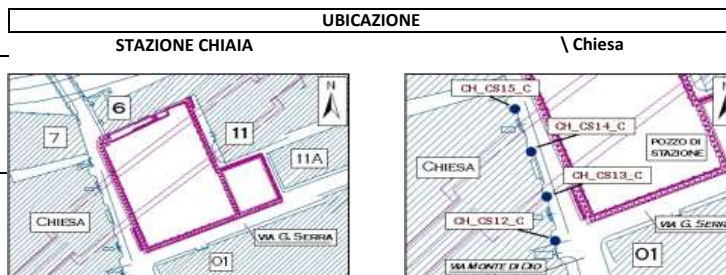 UBICAZIONE
STAZIONE CHIAIA
\ Chiesa
N
6
7
11
11A
CHIESA
VIA G. SERRA
O1
CH_CS15_C
N
CH_CS14_C
POZZO DI
STAZIONE
CHIESA
CH_CS13_C
CH_CS12_C
VIA G. SERRA
O1
VIA MONTE DI DIO